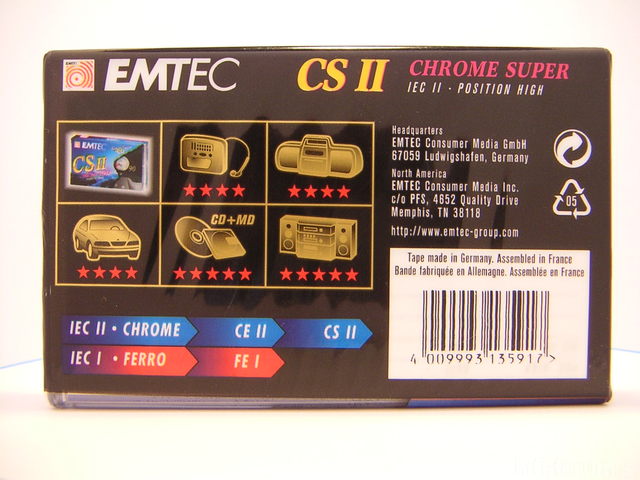 EMTEC
CS II
CHROME SUPER
IEC II · POSITION HIGH
EMTEC
CS II
90
CD+MD
Headquarters
EMTEC Consumer Media GmbH
67059 Ludwigshafen, Germany
North America
EMTEC Consumer Media Inc.
c/o PFS, 4652 Quality Drive
Memphis, TN 38118
http://www.emtec-group.com
05
Tape made in Germany. Assembled in France
Bande fabriquée en Allemagne. Assemblée en France
4 009993 135917 >
IEC II • CHROME
CE II
CS II
IEC I • FERRO
FE I